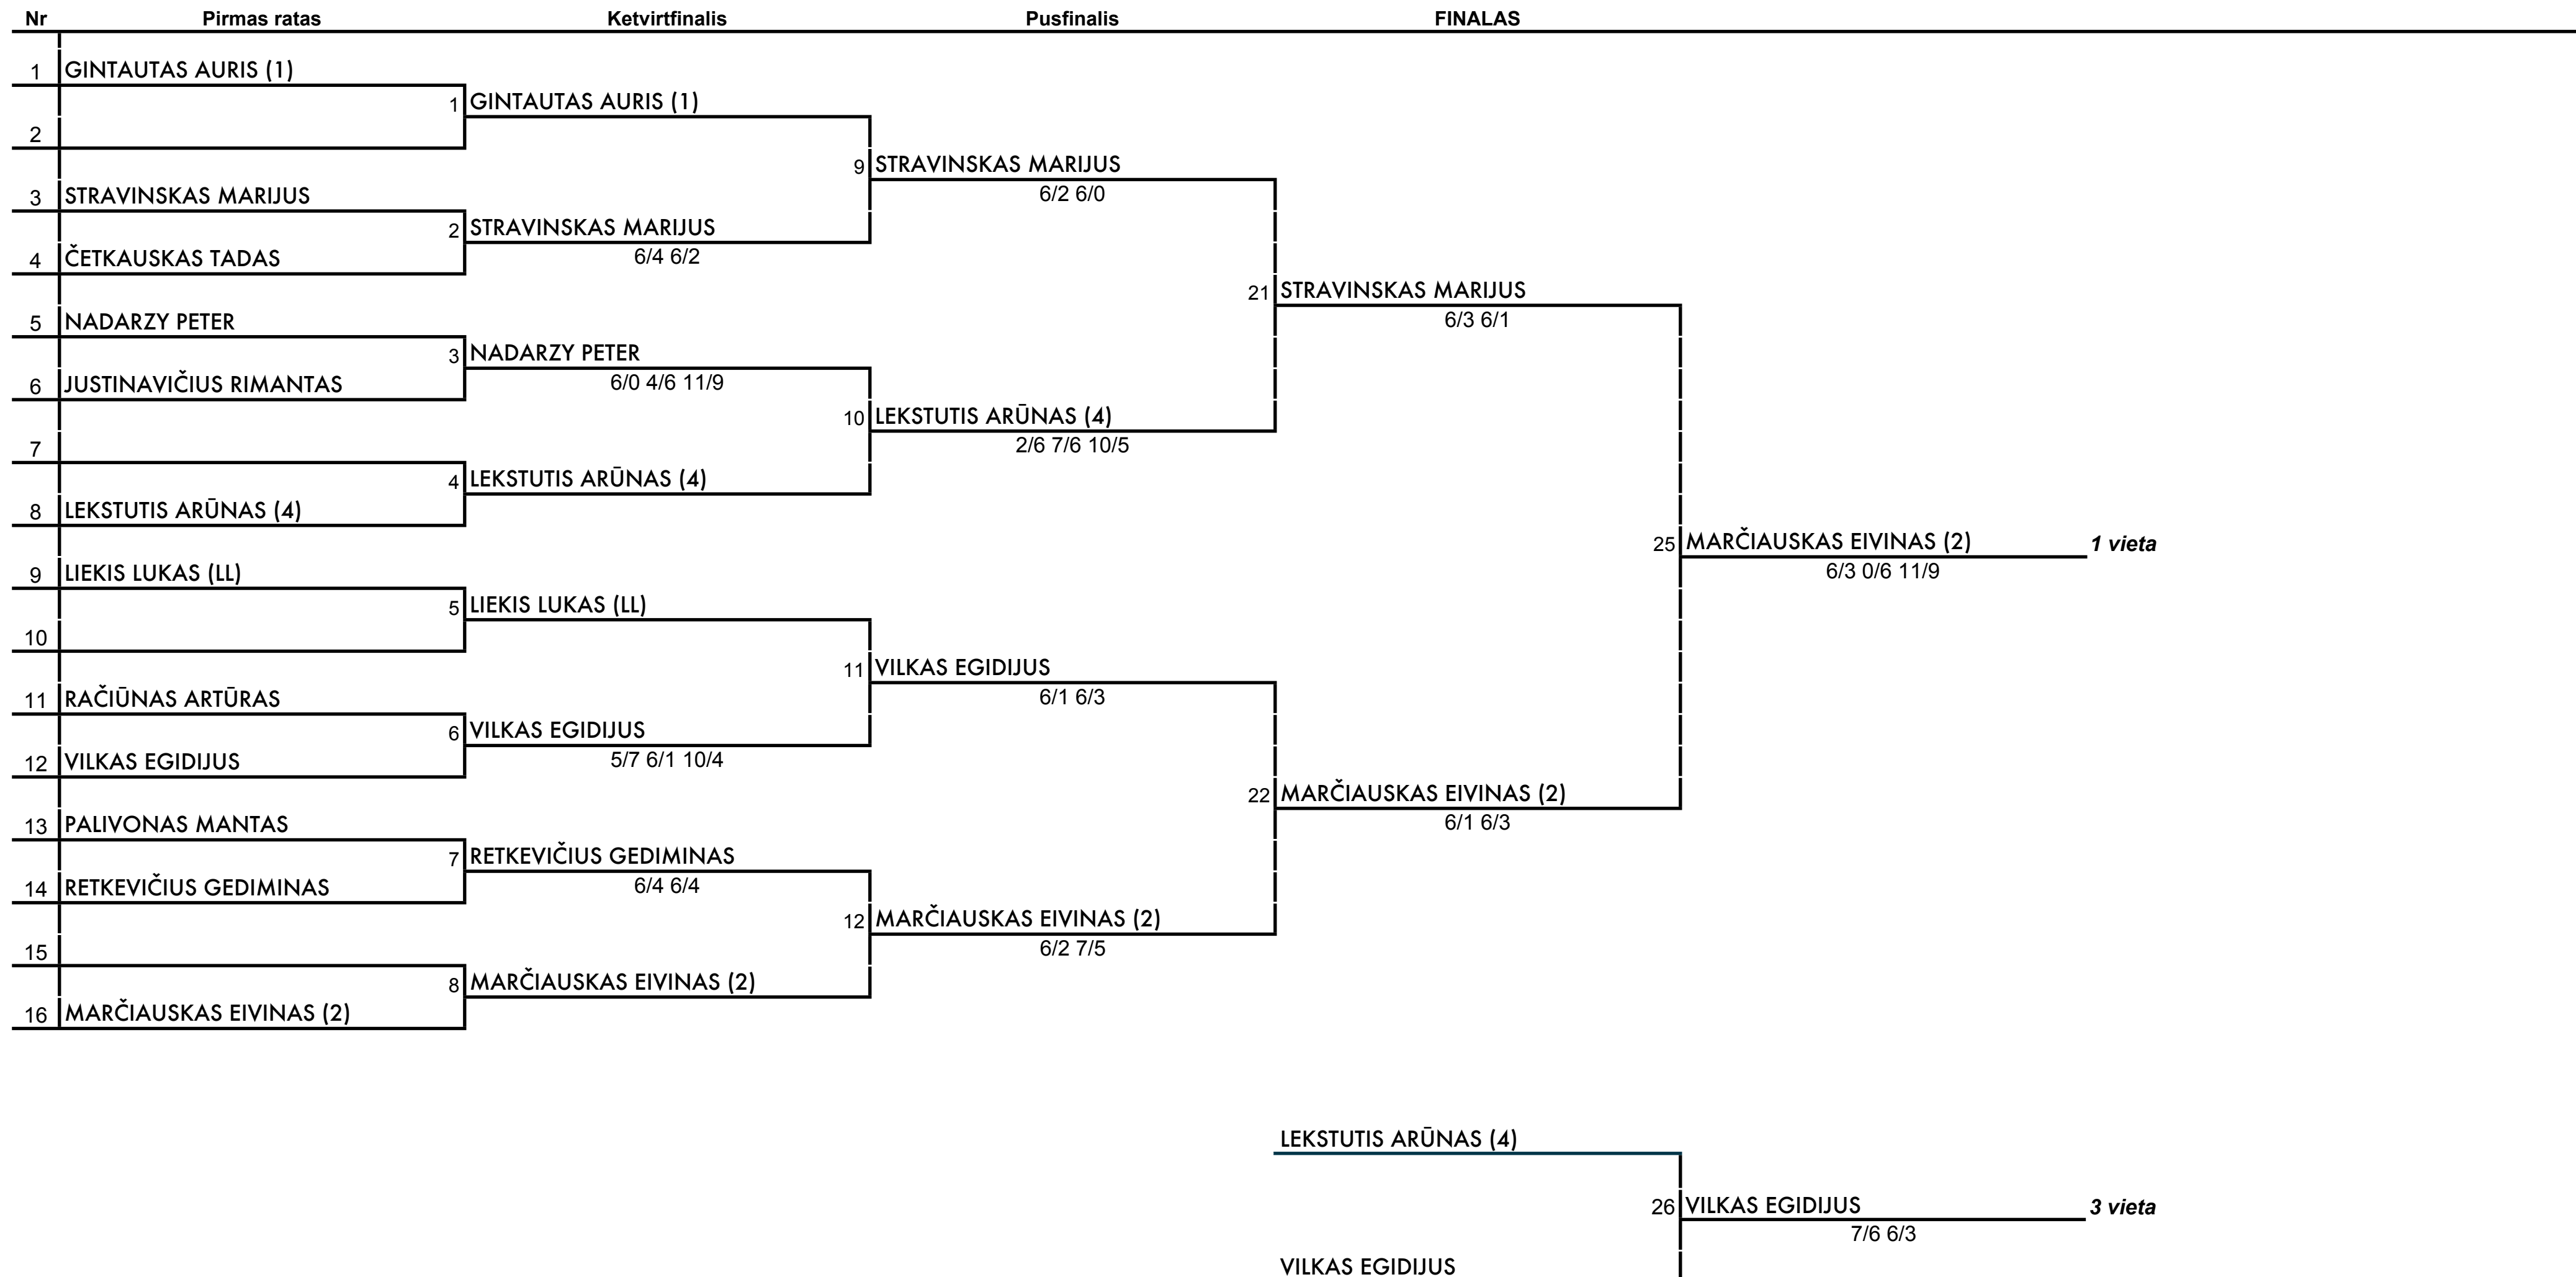 Nr Pirmas ratas Ketvirtfinalis Pusfinalis FINALAS
1 GINTAUTAS AURIS (1)
1 GINTAUTAS AURIS (1)
2
9 STRAVINSKAS MARIJUS
6/2 6/0
3 STRAVINSKAS MARIJUS
2 STRAVINSKAS MARIJUS
6/4 6/2
4 ČETKAUSKAS TADAS
21 STRAVINSKAS MARIJUS
6/3 6/1
5 NADARZY PETER
3 NADARZY PETER
6/0 4/6 11/9
6 JUSTINAVIČIUS RIMANTAS
10 LEKSTUTIS ARŪNAS (4)
2/6 7/6 10/5
7
4 LEKSTUTIS ARŪNAS (4)
8 LEKSTUTIS ARŪNAS (4)
25 MARČIAUSKAS EIVINAS (2) 1 vieta
6/3 0/6 11/9
9 LIEKIS LUKAS (LL)
5 LIEKIS LUKAS (LL)
10
11 VILKAS EGIDIJUS
6/1 6/3
11 RAČIŪNAS ARTŪRAS
6 VILKAS EGIDIJUS
5/7 6/1 10/4
12 VILKAS EGIDIJUS
22 MARČIAUSKAS EIVINAS (2)
6/1 6/3
13 PALIVONAS MANTAS
7 RETKEVIČIUS GEDIMINAS
6/4 6/4
14 RETKEVIČIUS GEDIMINAS
12 MARČIAUSKAS EIVINAS (2)
6/2 7/5
15
8 MARČIAUSKAS EIVINAS (2)
16 MARČIAUSKAS EIVINAS (2)
LEKSTUTIS ARŪNAS (4)
26 VILKAS EGIDIJUS 3 vieta
7/6 6/3
VILKAS EGIDIJUS